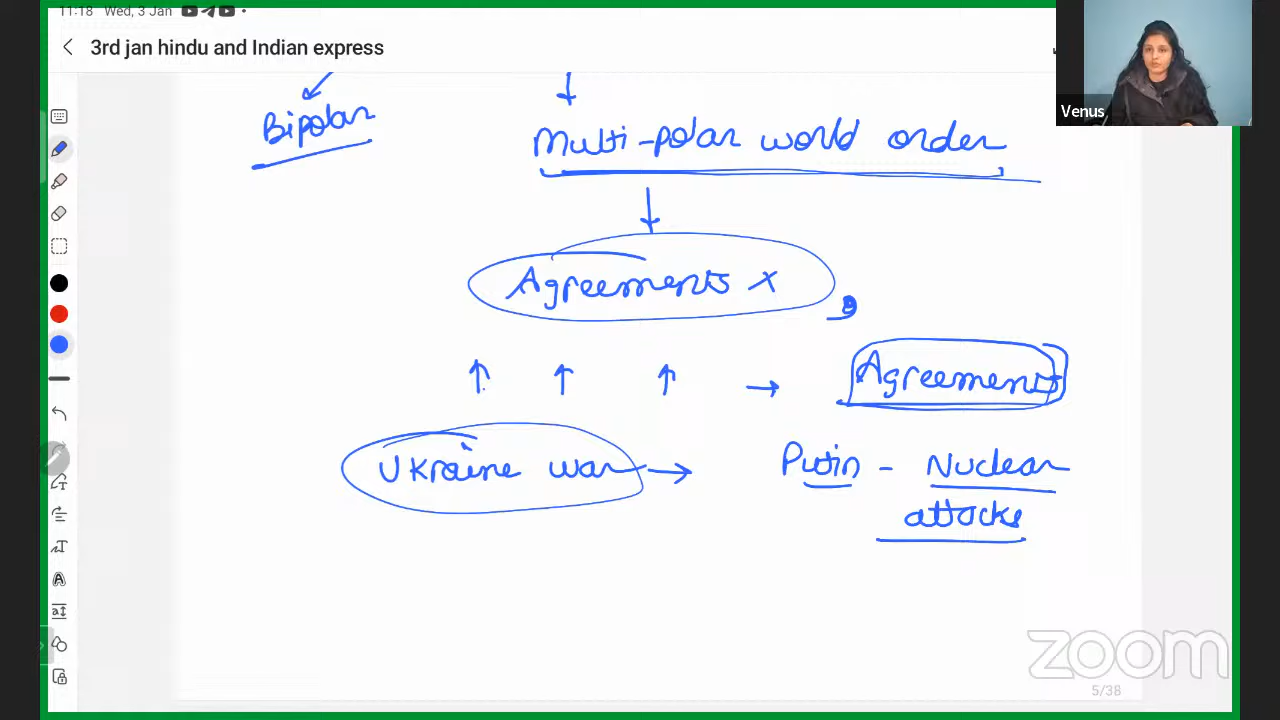 11:18 Wed, 3 Jan
3rd jan hindu and Indian express
Venus
Bipolar
Multi-polar world order
Agreements x
Agreements
Ukraine war → Putin - Nuclear
attacks
zoom
5/38